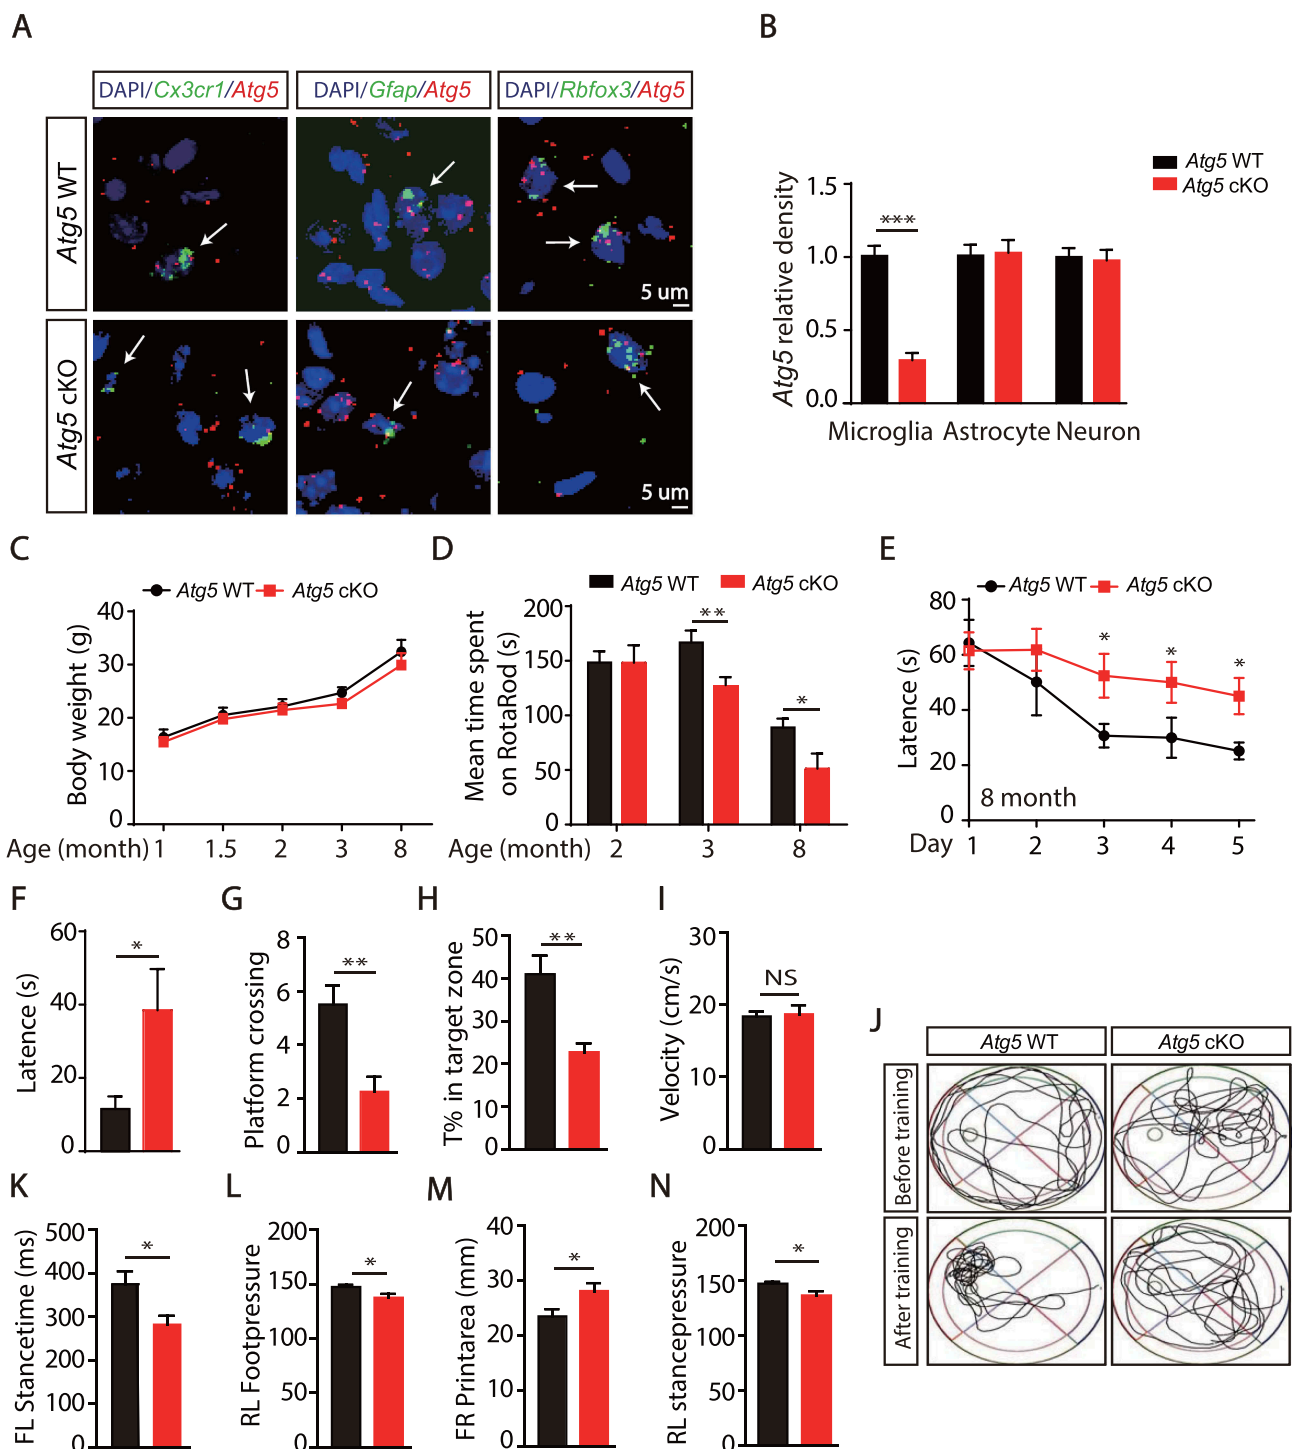 A
DAPI/Cx3cr1/Atg5
DAPI/Gfap/Atg5
DAPI/Rbfox3/Atg5
Atg5 WT
5 um
Atg5 cKO
5 um
B
Atg5 WT
Atg5 cKO
Atg5 relative density
1.5
1.0
0.5
0.0
***
Microglia Astrocyte Neuron
C
Atg5 WT Atg5 cKO
Body weight (g)
40
30
20
10
0
Age (month) 1 1.5 2 3 8
D
Atg5 WT Atg5 cKO
Mean time spent
on RotaRod (s)
200
150
100
50
0
**
*
Age (month) 2 3 8
E
Atg5 WT Atg5 cKO
Latence (s)
80
60
40
20
0
* * *
8 month
Day 1 2 3 4 5
F
Latence (s)
60
40
20
0
*
G
Platform crossing
8
6
4
2
0
**
H
T% in target zone
50
40
30
20
10
0
**
I
Velocity (cm/s)
30
20
10
0
NS
J
Atg5 WT Atg5 cKO
Before training
After training
K
FL Stancetime (ms)
500
400
300
200
100
0
*
L
RL Footpressure
200
150
100
50
0
*
M
FR Printarea (mm)
40
30
20
10
0
*
N
RL stancepressure
200
150
100
50
0
*